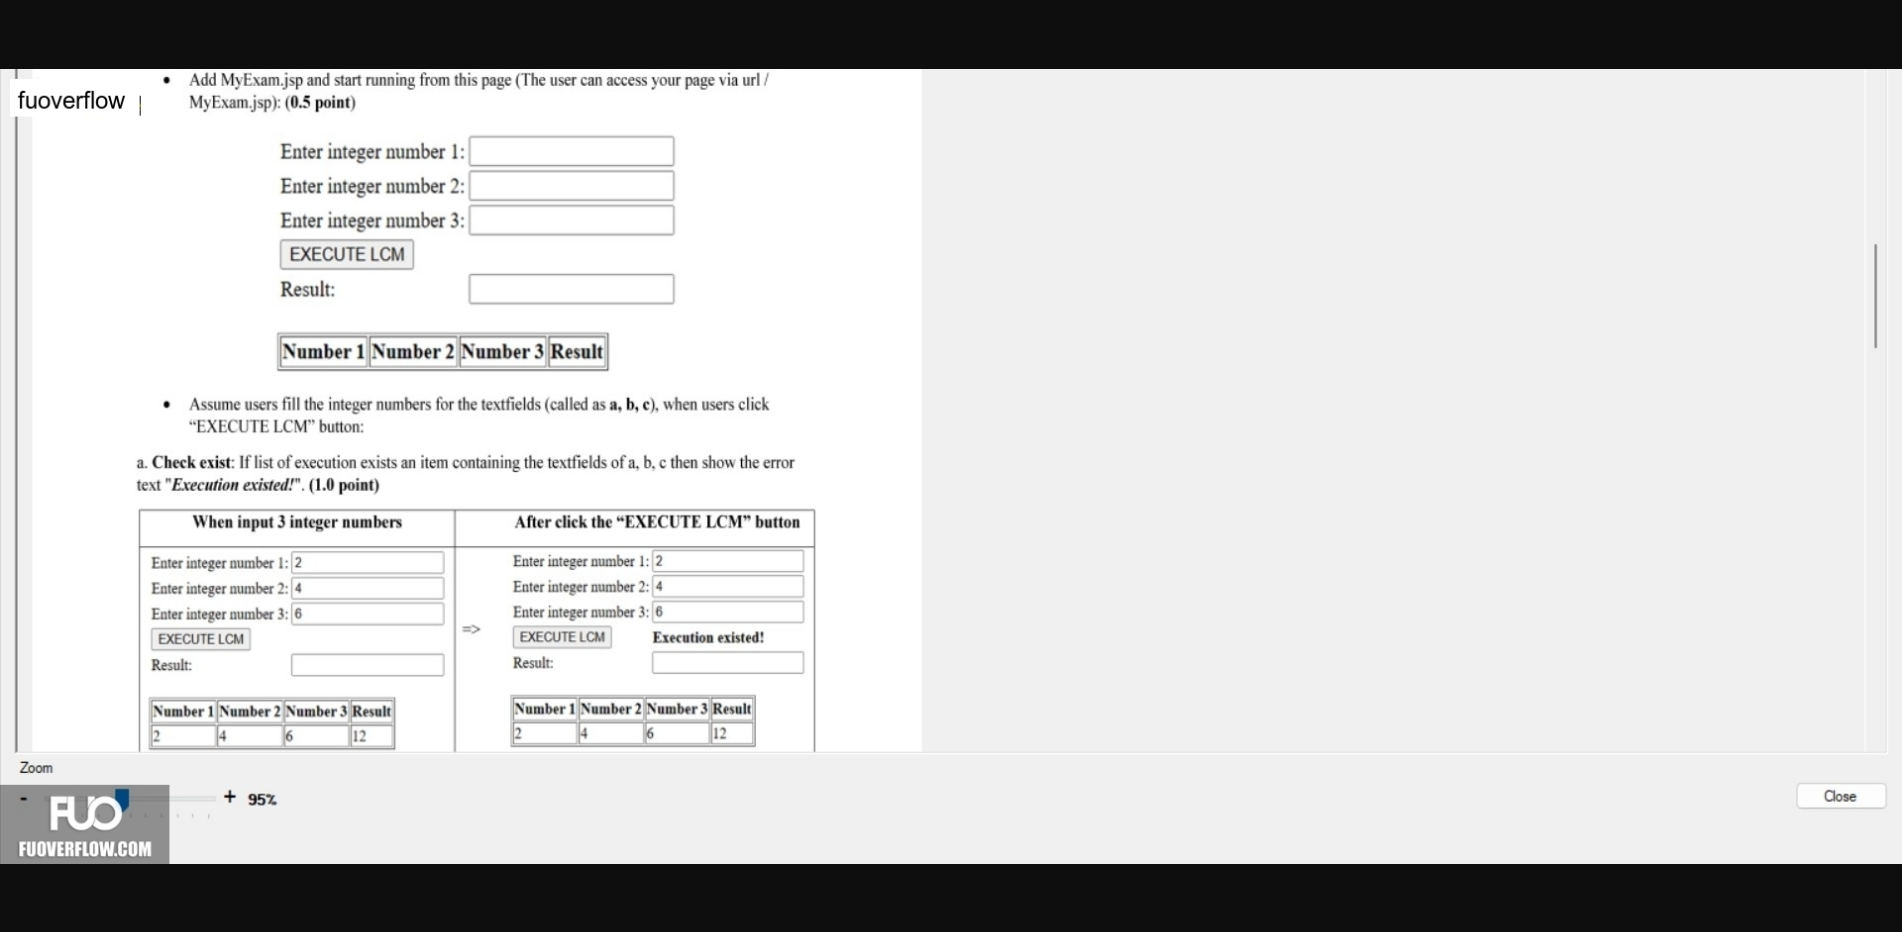 • Add MyExam.jsp and start running from this page (The user can access your page via url /
fuoverflow |
MyExam.jsp): (0.5 point)
Enter integer number 1:
Enter integer number 2:
Enter integer number 3:
EXECUTE LCM
Result:
Number 1 Number 2 Number 3 Result
• Assume users fill the integer numbers for the textfields (called as a, b, c), when users click
“EXECUTE LCM” button:
a. Check exist: If list of execution exists an item containing the textfields of a, b, c then show the error
text "Execution existed!". (1.0 point)
When input 3 integer numbers
Enter integer number 1: 2
Enter integer number 2: 4
Enter integer number 3: 6
EXECUTE LCM
Result:
Number 1 Number 2 Number 3 Result
2 4 6 12
=>
After click the “EXECUTE LCM” button
Enter integer number 1: 2
Enter integer number 2: 4
Enter integer number 3: 6
EXECUTE LCM Execution existed!
Result:
Number 1 Number 2 Number 3 Result
2 4 6 12
Zoom
- + 95%
Close
FUO
FUOVERFLOW.COM